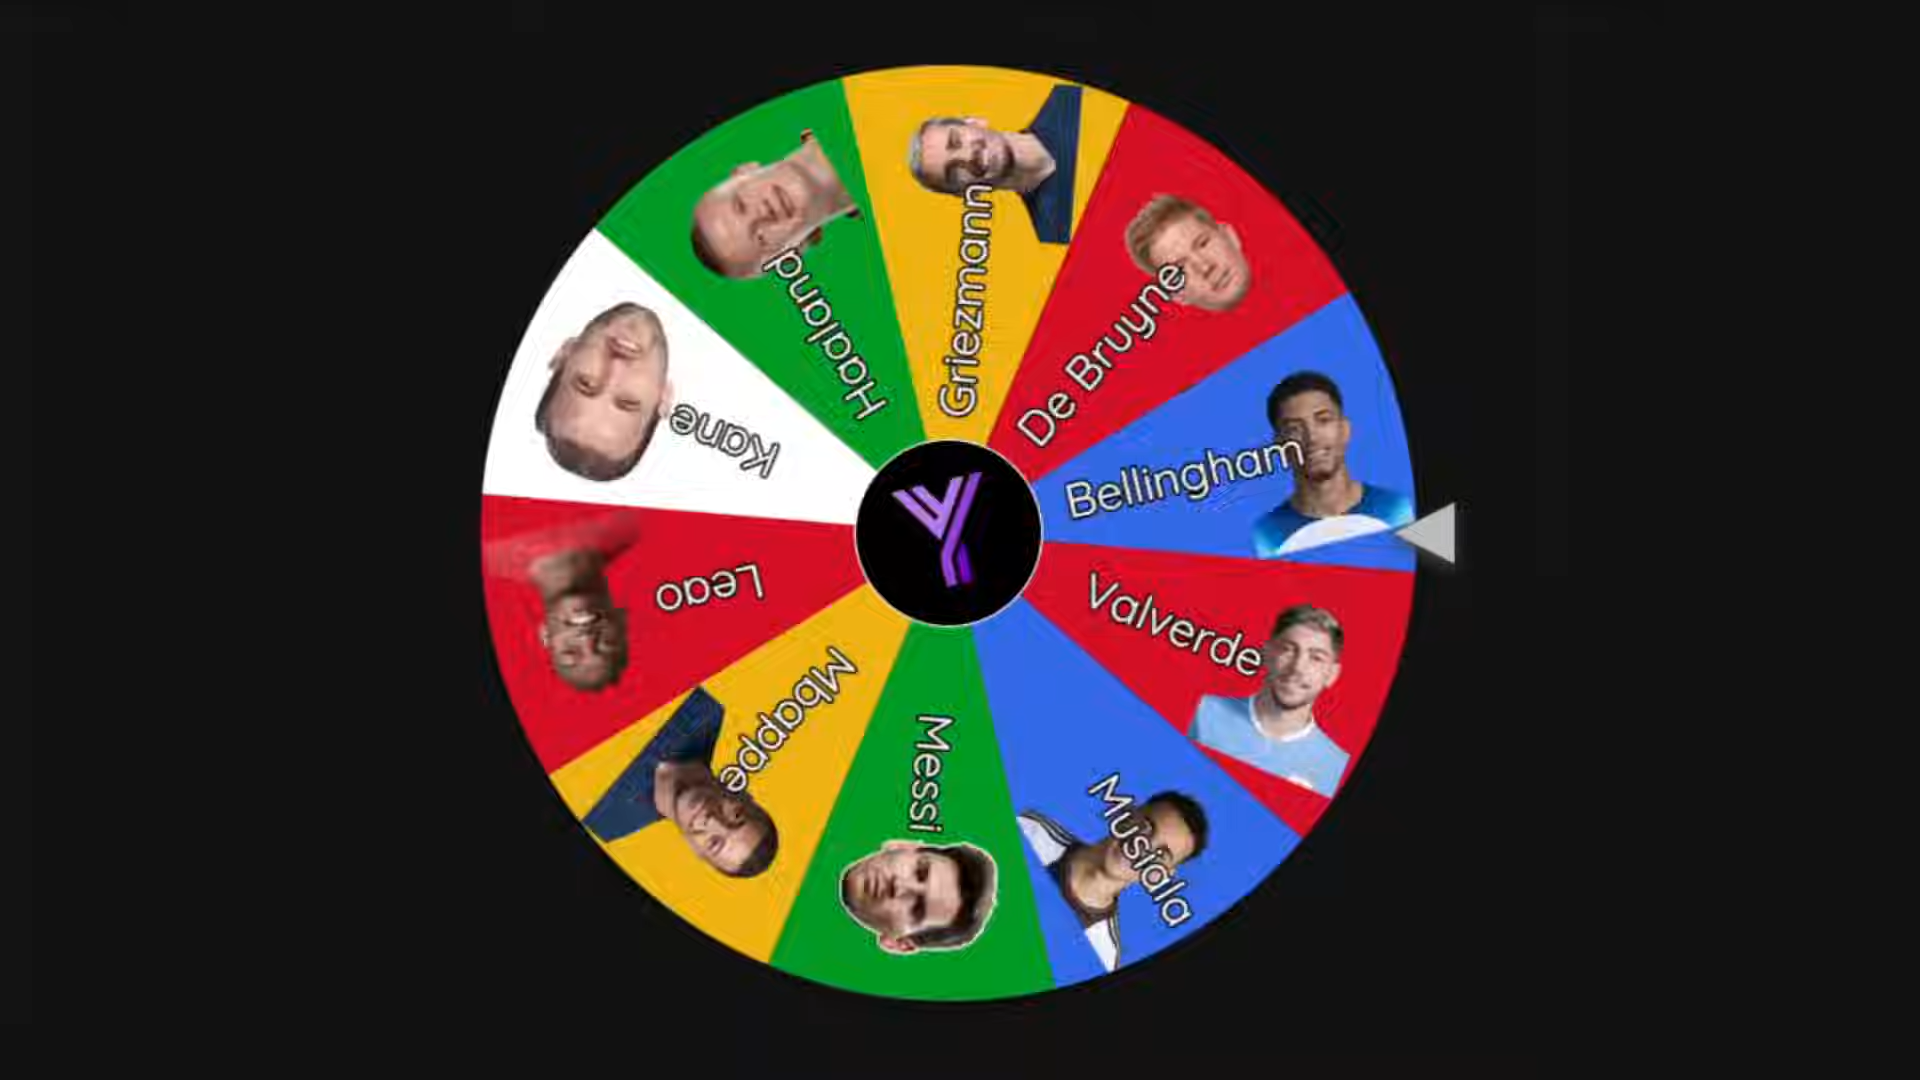 Griezmann
De Bruyne
Bellingham
Valverde
Musiala
Messi
Mbappe
Leao
Kane
Haaland